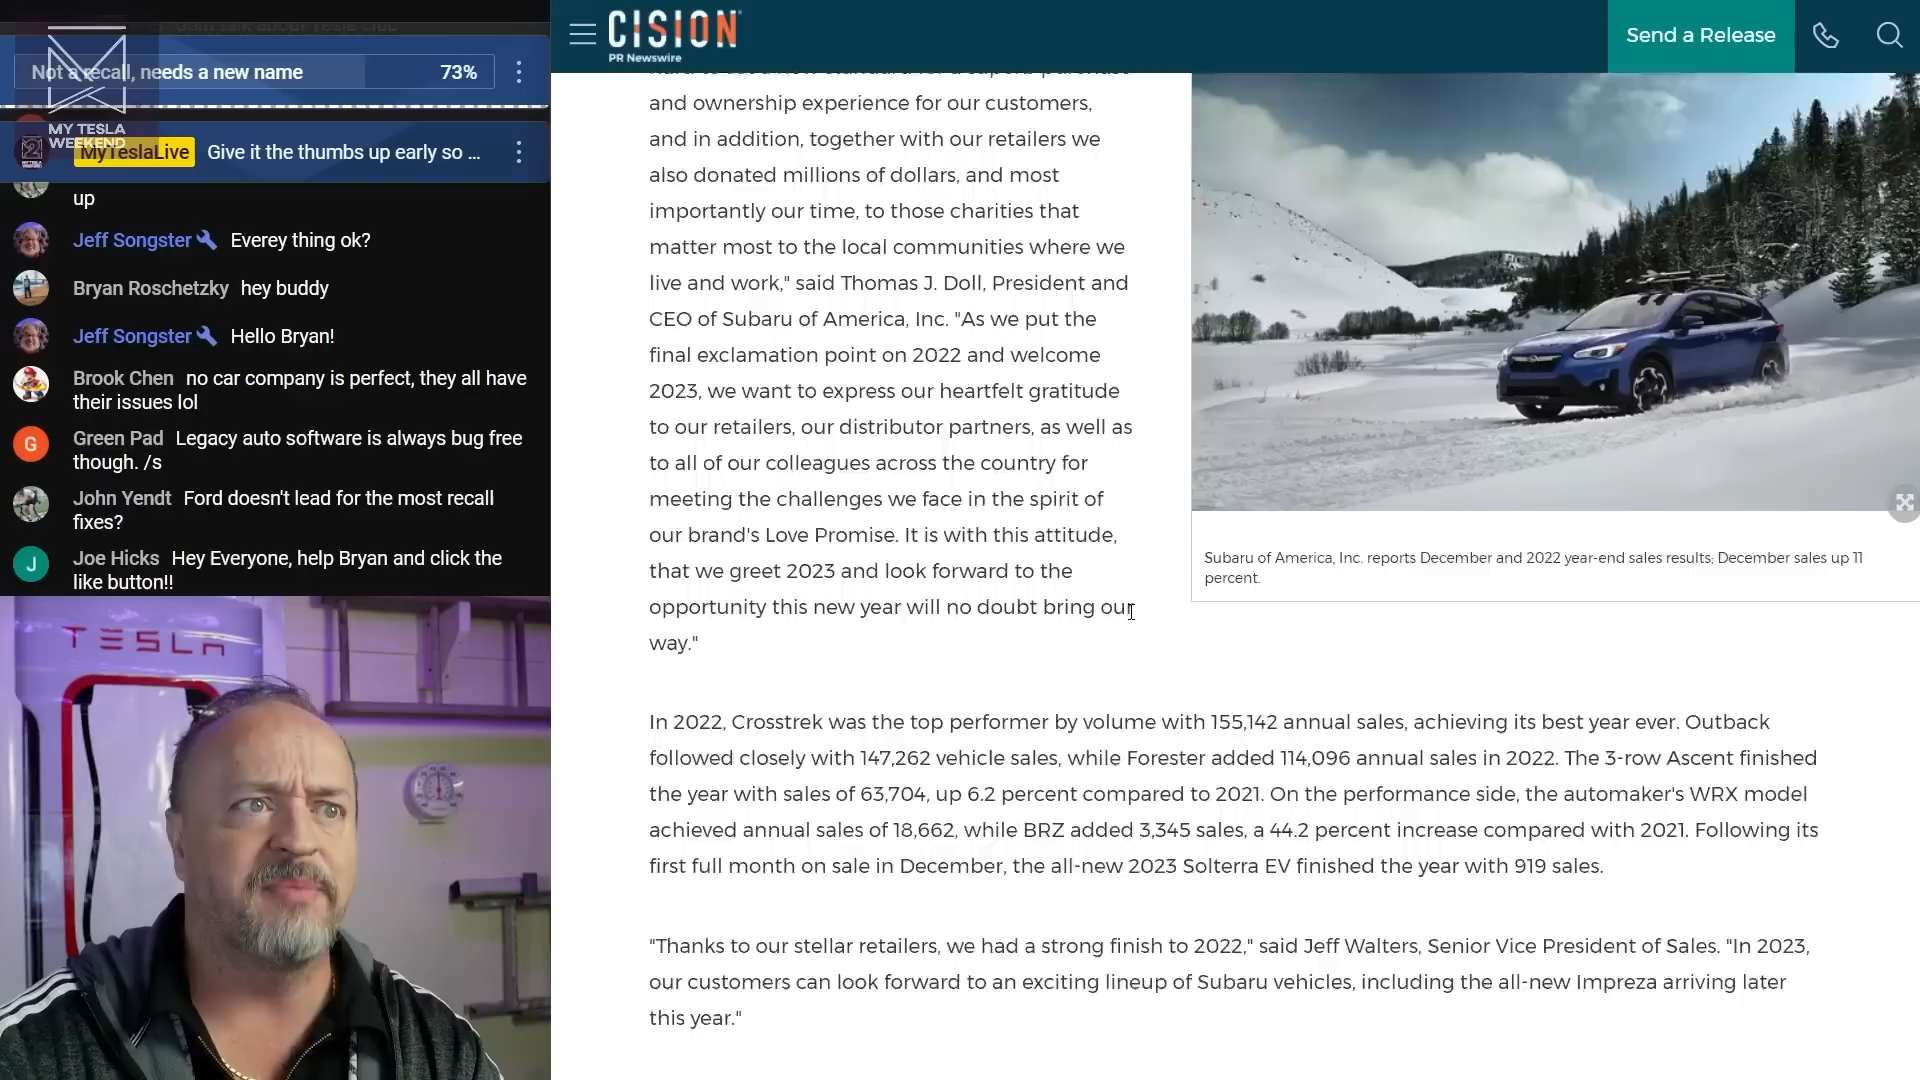 Not a recall, needs a new name
73%
MY TESLA
WEEKEND
MyTeslaLive Give it the thumbs up early so ...
up
Jeff Songster Everey thing ok?
Bryan Roschetzky hey buddy
Jeff Songster Hello Bryan!
Brook Chen no car company is perfect, they all have
their issues lol
G
Green Pad Legacy auto software is always bug free
though. /s
John Yendt Ford doesn't lead for the most recall
fixes?
J
Joe Hicks Hey Everyone, help Bryan and click the
like button!!
TESLA
CISION
PR Newswire
Send a Release
and ownership experience for our customers,
and in addition, together with our retailers we
also donated millions of dollars, and most
importantly our time, to those charities that
matter most to the local communities where we
live and work," said Thomas J. Doll, President and
CEO of Subaru of America, Inc. "As we put the
final exclamation point on 2022 and welcome
2023, we want to express our heartfelt gratitude
to our retailers, our distributor partners, as well as
to all of our colleagues across the country for
meeting the challenges we face in the spirit of
our brand's Love Promise. It is with this attitude,
that we greet 2023 and look forward to the
opportunity this new year will no doubt bring our
way."
Subaru of America, Inc. reports December and 2022 year-end sales results; December sales up 11
percent.
In 2022, Crosstrek was the top performer by volume with 155,142 annual sales, achieving its best year ever. Outback
followed closely with 147,262 vehicle sales, while Forester added 114,096 annual sales in 2022. The 3-row Ascent finished
the year with sales of 63,704, up 6.2 percent compared to 2021. On the performance side, the automaker's WRX model
achieved annual sales of 18,662, while BRZ added 3,345 sales, a 44.2 percent increase compared with 2021. Following its
first full month on sale in December, the all-new 2023 Solterra EV finished the year with 919 sales.
"Thanks to our stellar retailers, we had a strong finish to 2022," said Jeff Walters, Senior Vice President of Sales. "In 2023,
our customers can look forward to an exciting lineup of Subaru vehicles, including the all-new Impreza arriving later
this year."